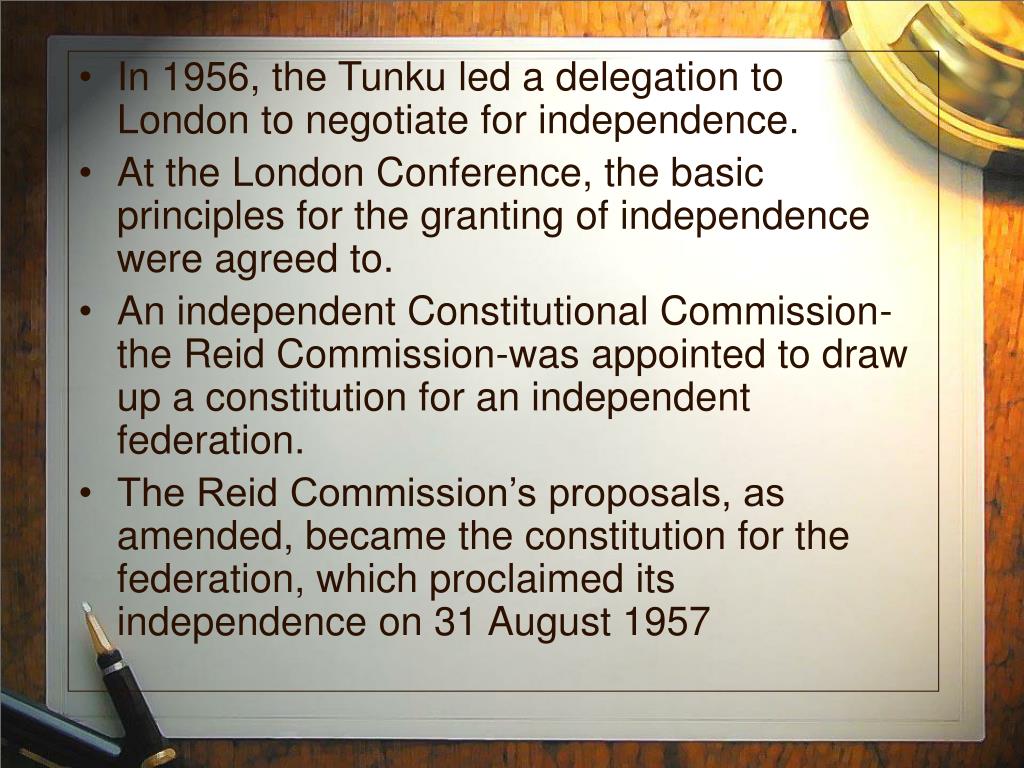 • In 1956, the Tunku led a delegation to
London to negotiate for independence.
• At the London Conference, the basic
principles for the granting of independence
were agreed to.
• An independent Constitutional Commission-
the Reid Commission-was appointed to draw
up a constitution for an independent
federation.
• The Reid Commission’s proposals, as
amended, became the constitution for the
federation, which proclaimed its
independence on 31 August 1957